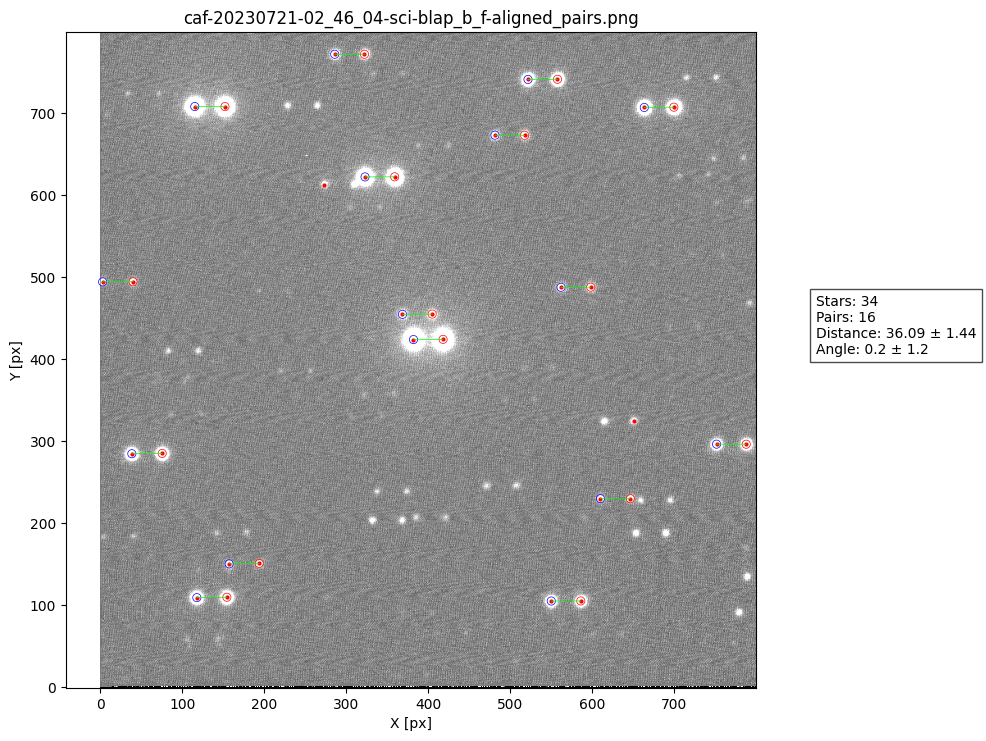 caf-20230721-02_46_04-sci-blap_b_f-aligned_pairs.png
Y [px]
700
600
500
400
300
200
100
0
0 100 200 300 400 500 600 700
X [px]
Stars: 34
Pairs: 16
Distance: 36.09 ± 1.44
Angle: 0.2 ± 1.2